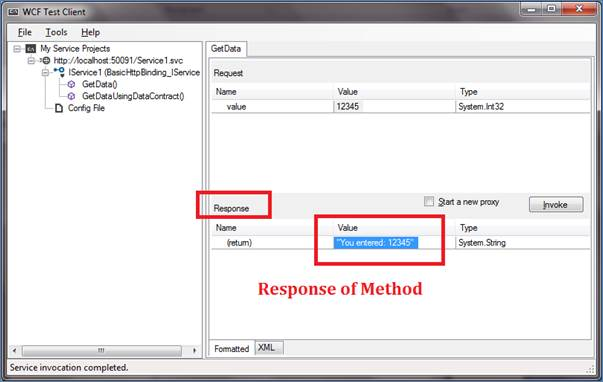 WCF Test Client
File Tools Help
My Service Projects
http://localhost:50091/Service1.svc
IService1 (BasicHttpBinding_IService
GetData()
GetDataUsingDataContract()
Config File
GetData
Request
Name Value Type
value 12345 System.Int32
Response
Start a new proxy
Invoke
Name Value Type
(return) "You entered: 12345" System.String
Response of Method
Formatted XML
Service invocation completed.